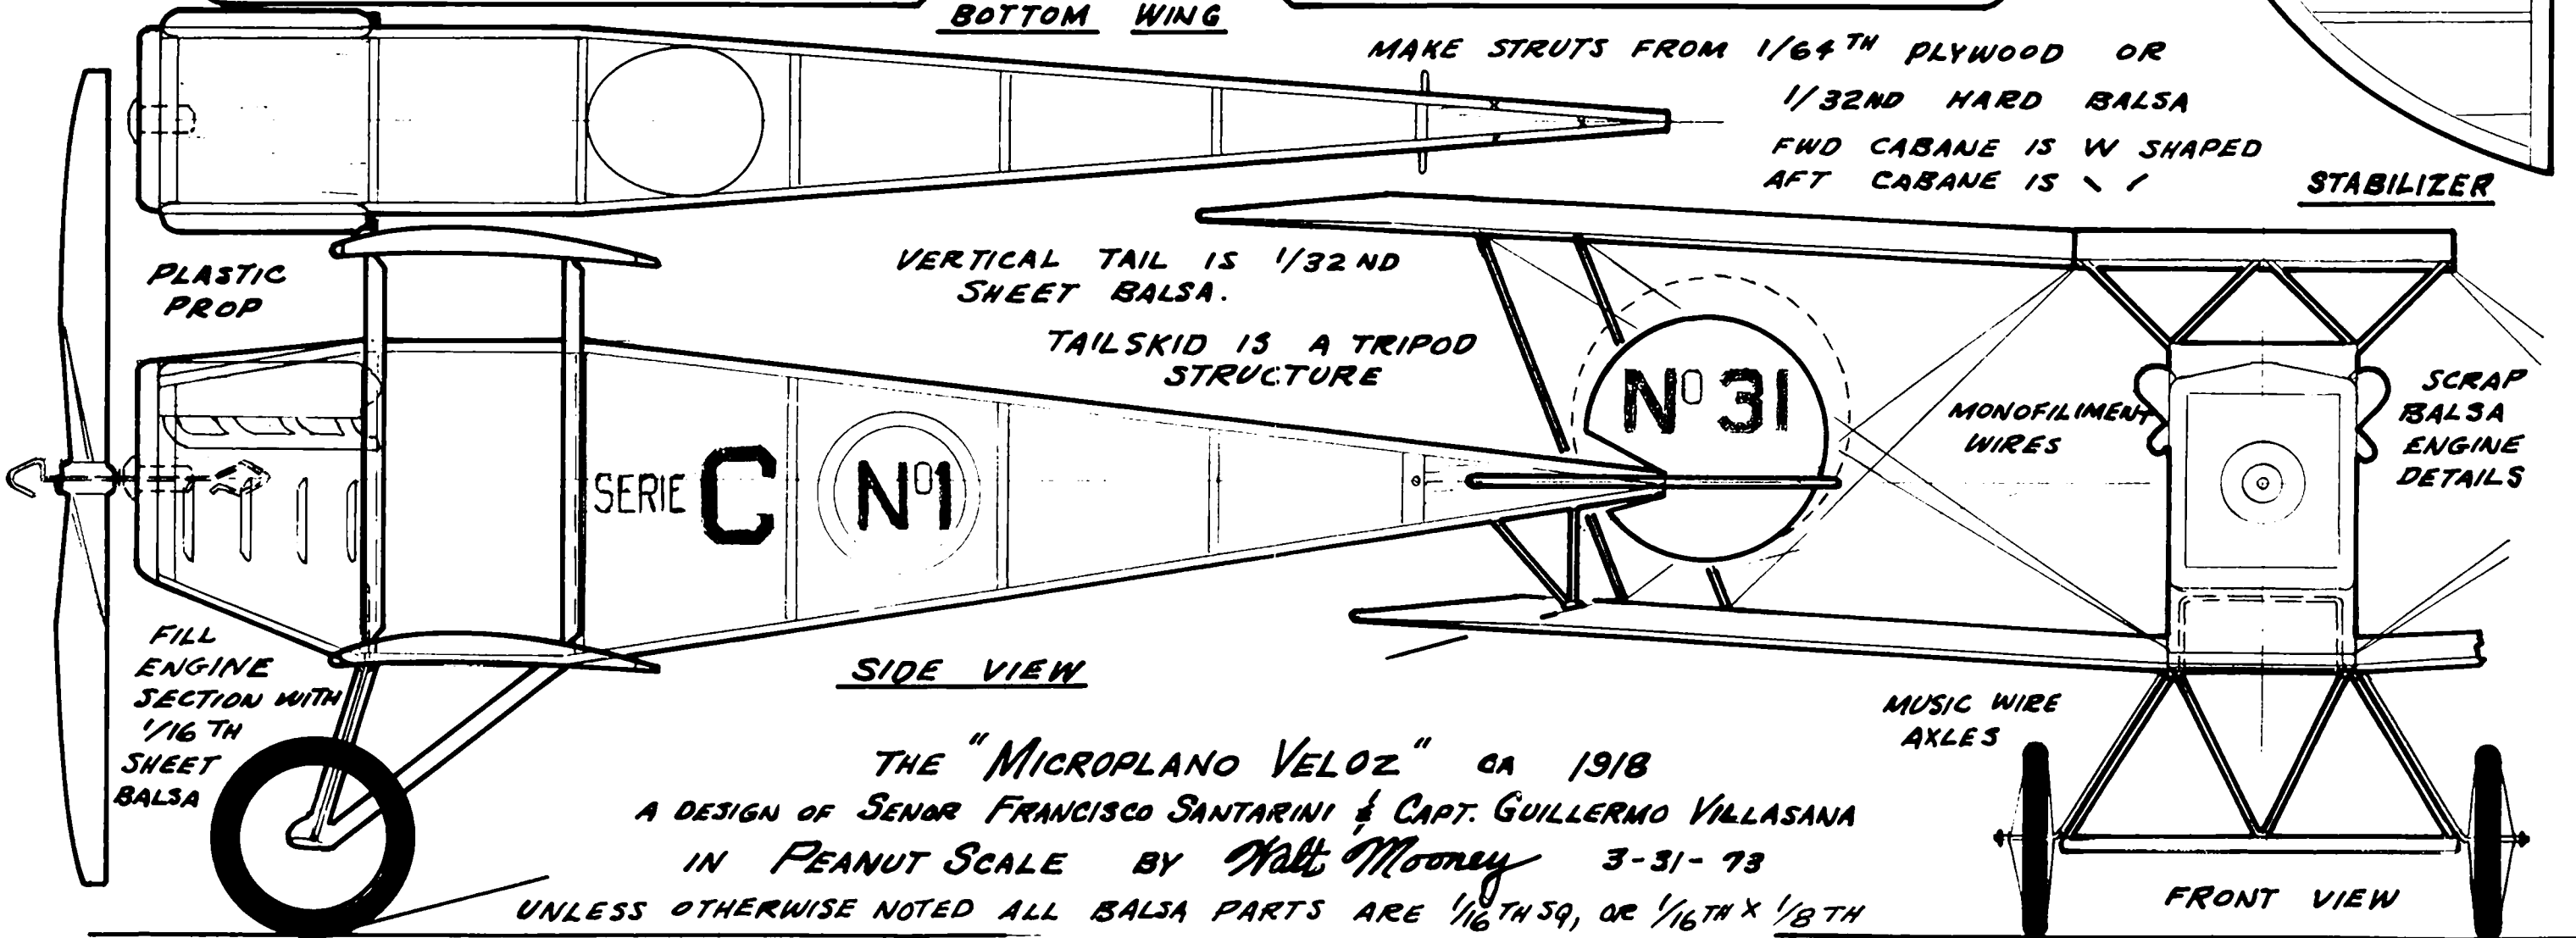 BOTTOM WING
MAKE STRUTS FROM 1/64TH PLYWOOD OR
1/32ND HARD BALSA
FWD CABANE IS W SHAPED
AFT CABANE IS \ /
STABILIZER
PLASTIC
PROP
VERTICAL TAIL IS 1/32ND
SHEET BALSA.
TAILSKID IS A TRIPOD
STRUCTURE
Nº 31
MONOFILIMENT
WIRES
SCRAP
BALSA
ENGINE
DETAILS
SERIE C Nº1
FILL
ENGINE
SECTION WITH
1/16 TH
SHEET
BALSA
SIDE VIEW
MUSIC WIRE
AXLES
THE "MICROPLANO VELOZ" CA 1918
A DESIGN OF SENOR FRANCISCO SANTARINI & CAPT. GUILLERMO VILLASANA
IN PEANUT SCALE BY Walt Mooney 3-31-73
FRONT VIEW
UNLESS OTHERWISE NOTED ALL BALSA PARTS ARE 1/16TH SQ, OR 1/16TH X 1/8TH